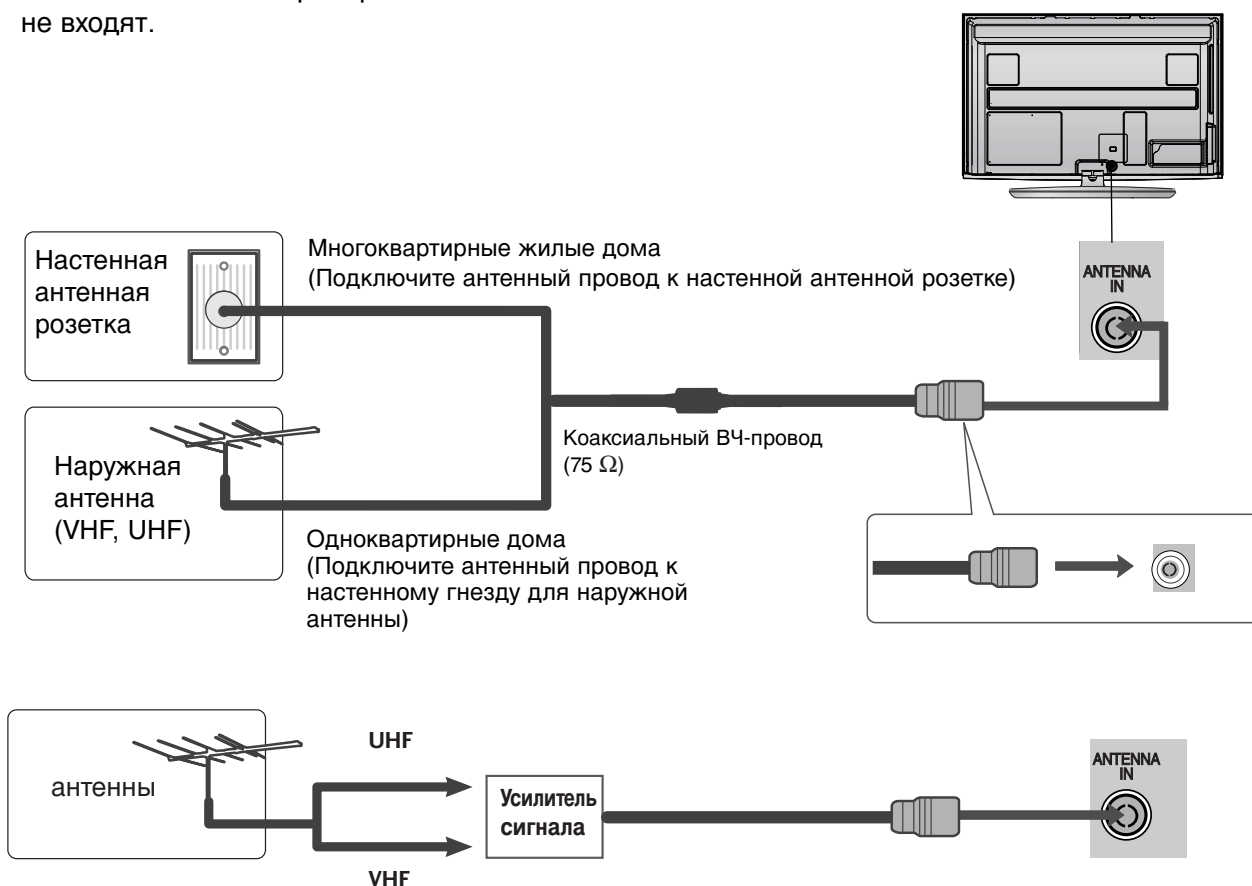 не входят.
Настенная
антенная
розетка
Многоквартирные жилые дома
(Подключите антенный провод к настенной антенной розетке)
ANTENNA
IN
Коаксиальный ВЧ-провод
(75 Ω)
Наружная
антенна
(VHF, UHF)
Одноквартирные дома
(Подключите антенный провод к
настенному гнезду для наружной
антенны)
антенны
UHF
VHF
Усилитель
сигнала
ANTENNA
IN